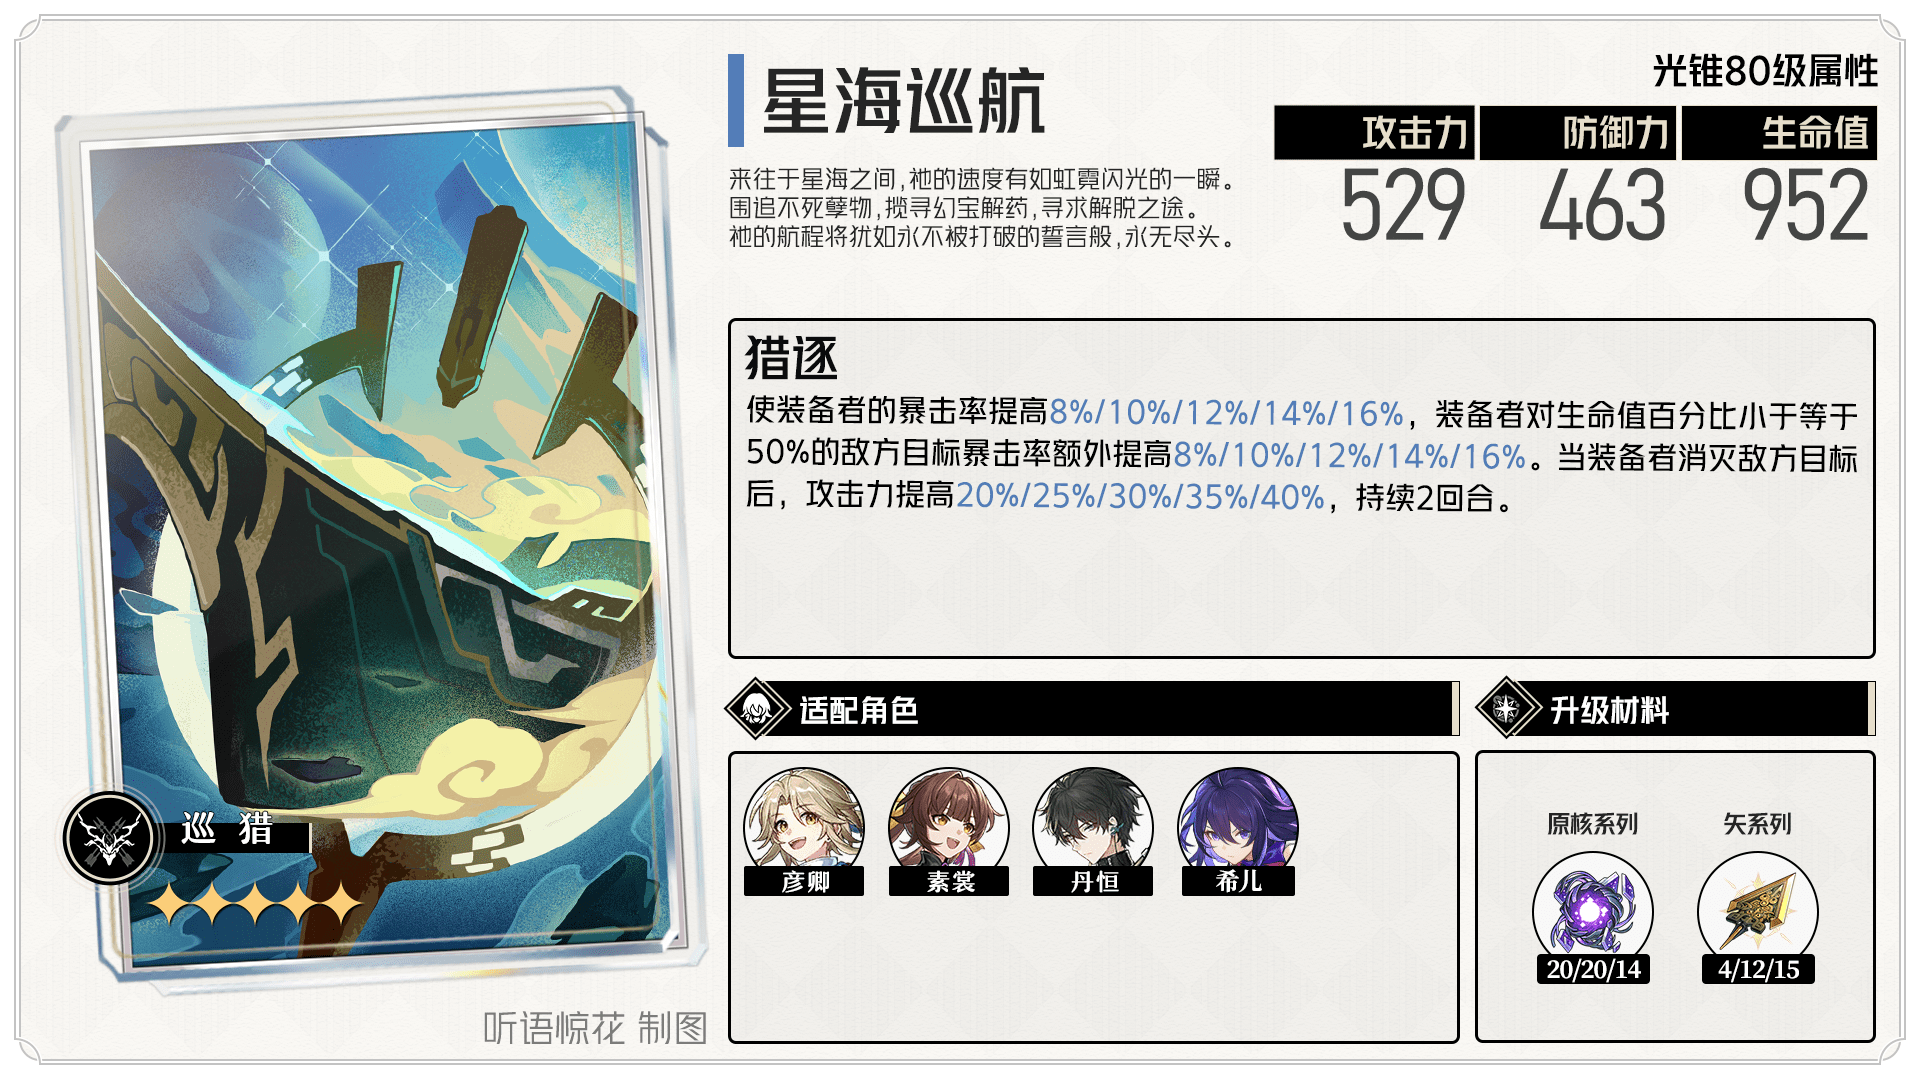 星海巡航
来往于星海之间,祂的速度有如虹霓闪光的一瞬。
围追不死孽物,揽寻幻宝解药,寻求解脱之途。
祂的航程将犹如永不被打破的誓言般,永无尽头。
光锥80级属性
攻击力 防御力 生命值
529 463 952
猎逐
使装备者的暴击率提高8%/10%/12%/14%/16%，装备者对生命值百分比小于等于
50%的敌方目标暴击率额外提高8%/10%/12%/14%/16%。当装备者消灭敌方目标
后，攻击力提高20%/25%/30%/35%/40%，持续2回合。
适配角色
彦卿 素裳 丹恒 希儿
升级材料
原核系列 矢系列
20/20/14 4/12/15
巡猎
听语惊花 制图